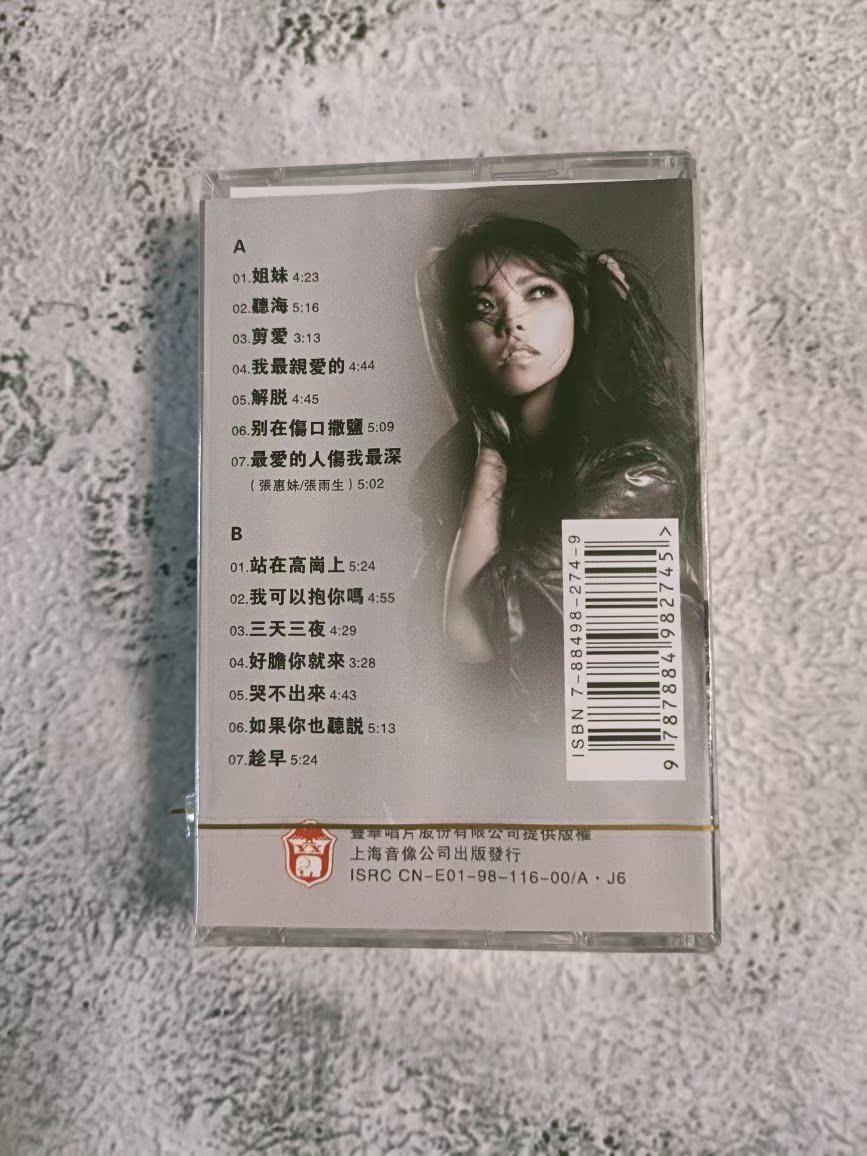 A
01.姐妹 4:23
02.聽海 5:16
03.剪愛 3:13
04.我最親愛的 4:44
05.解脱 4:45
06.别在傷口撒鹽 5:09
07.最愛的人傷我最深
（張惠妹/張雨生）5:02
B
01.站在高崗上 5:24
02.我可以抱你嗎 4:55
03.三天三夜 4:29
04.好膽你就來 3:28
05.哭不出來 4:43
06.如果你也聽説 5:13
07.趁早 5:24
ISBN 7-88498-274-9
9 787884 982745 >
豐華唱片股份有限公司提供版權
上海音像公司出版發行
ISRC CN-E01-98-116-00/A·J6